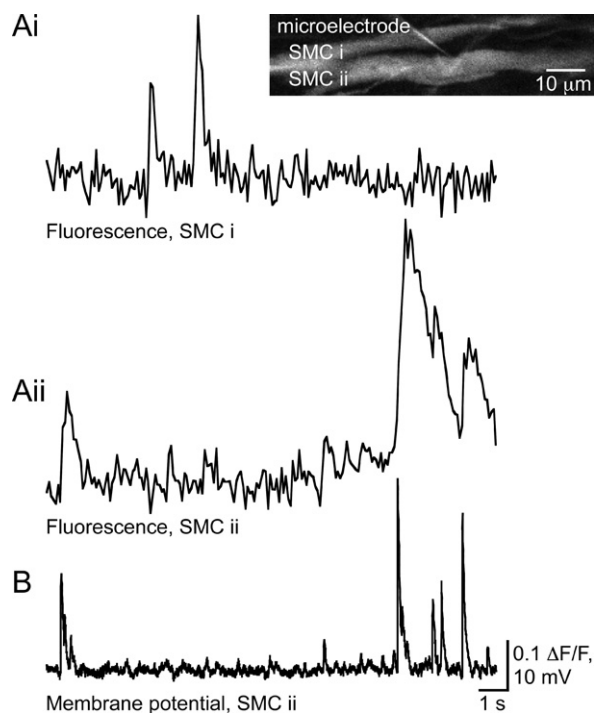 Ai
microelectrode
SMC i
SMC ii
10 μm
Fluorescence, SMC i
Aii
Fluorescence, SMC ii
B
0.1 ΔF/F,
10 mV
1 s
Membrane potential, SMC ii